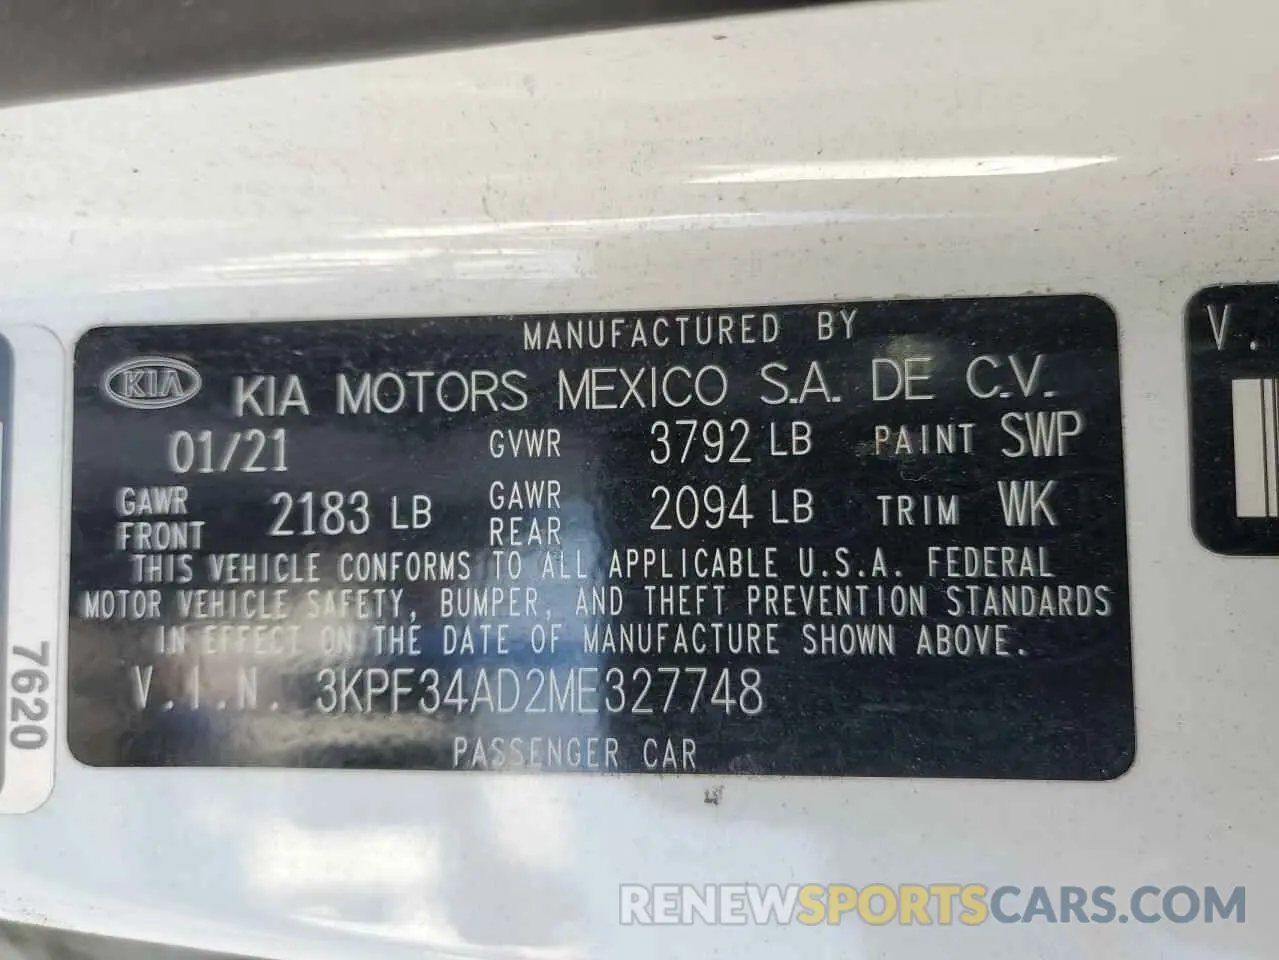 MANUFACTURED BY
KIA KIA MOTORS MEXICO S.A. DE C.V.
01/21 GVWR 3792 LB PAINT SWP
GAWR FRONT 2183 LB GAWR REAR 2094 LB TRIM WK
THIS VEHICLE CONFORMS TO ALL APPLICABLE U.S.A. FEDERAL
MOTOR VEHICLE SAFETY, BUMPER, AND THEFT PREVENTION STANDARDS
IN EFFECT ON THE DATE OF MANUFACTURE SHOWN ABOVE.
V.I.N. 3KPF34AD2ME327748
PASSENGER CAR
7620
V.
RENEWSPORTSCARS.COM